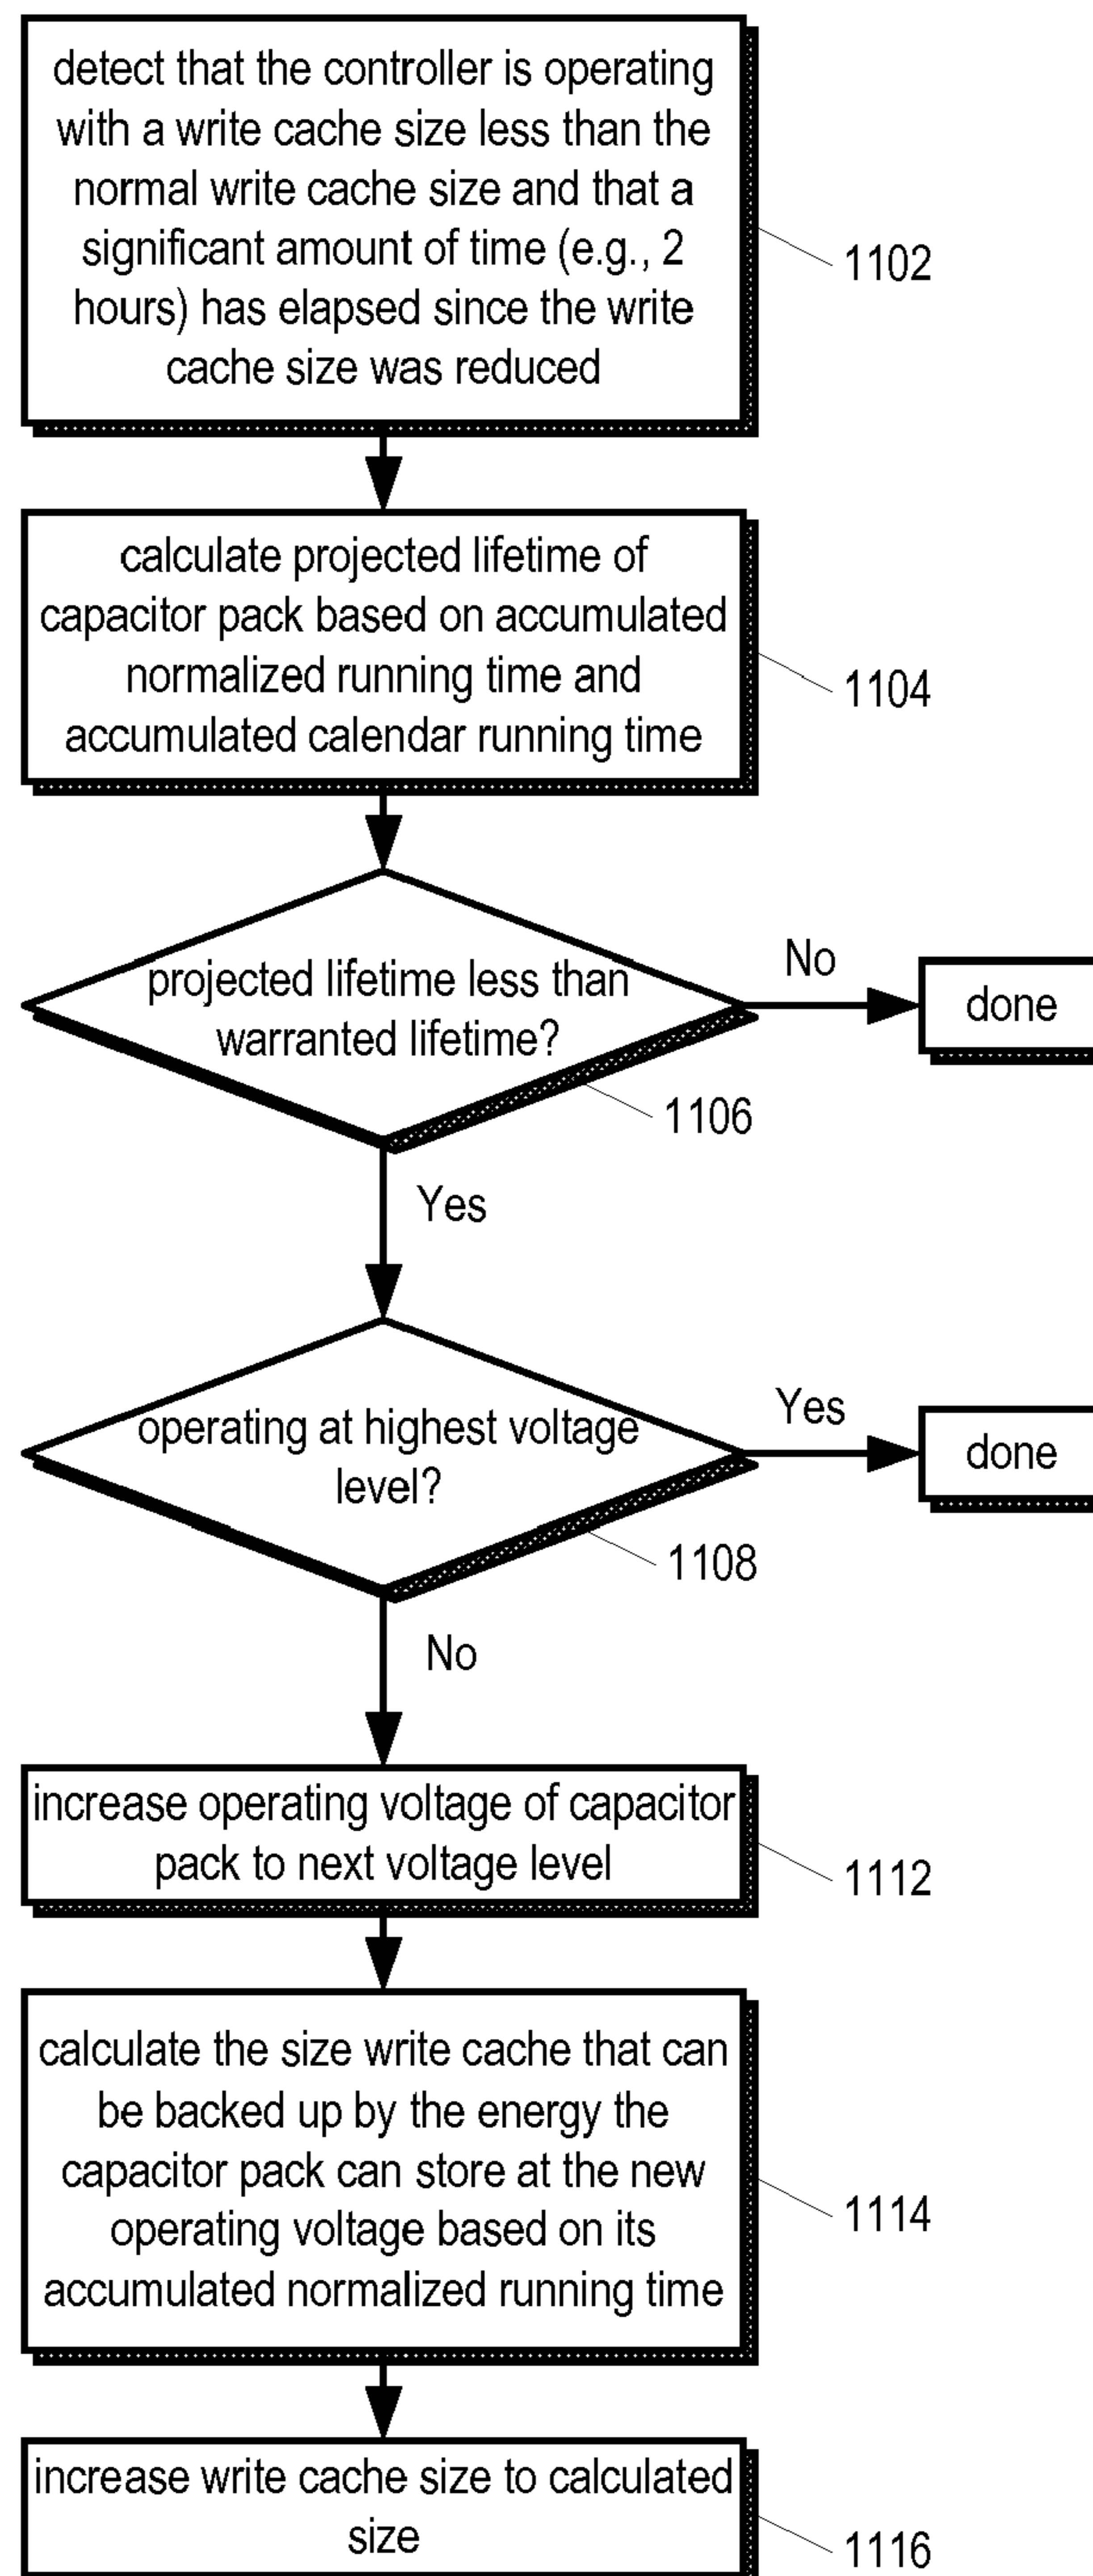 detect that the controller is operating
with a write cache size less than the
normal write cache size and that a
significant amount of time (e.g., 2
hours) has elapsed since the write
cache size was reduced
1102
calculate projected lifetime of
capacitor pack based on accumulated
normalized running time and
accumulated calendar running time
1104
projected lifetime less than
warranted lifetime?
No
done
1106
Yes
operating at highest voltage
level?
Yes
done
1108
No
increase operating voltage of capacitor
pack to next voltage level
1112
calculate the size write cache that can
be backed up by the energy the
capacitor pack can store at the new
operating voltage based on its
accumulated normalized running time
1114
increase write cache size to calculated
size
1116